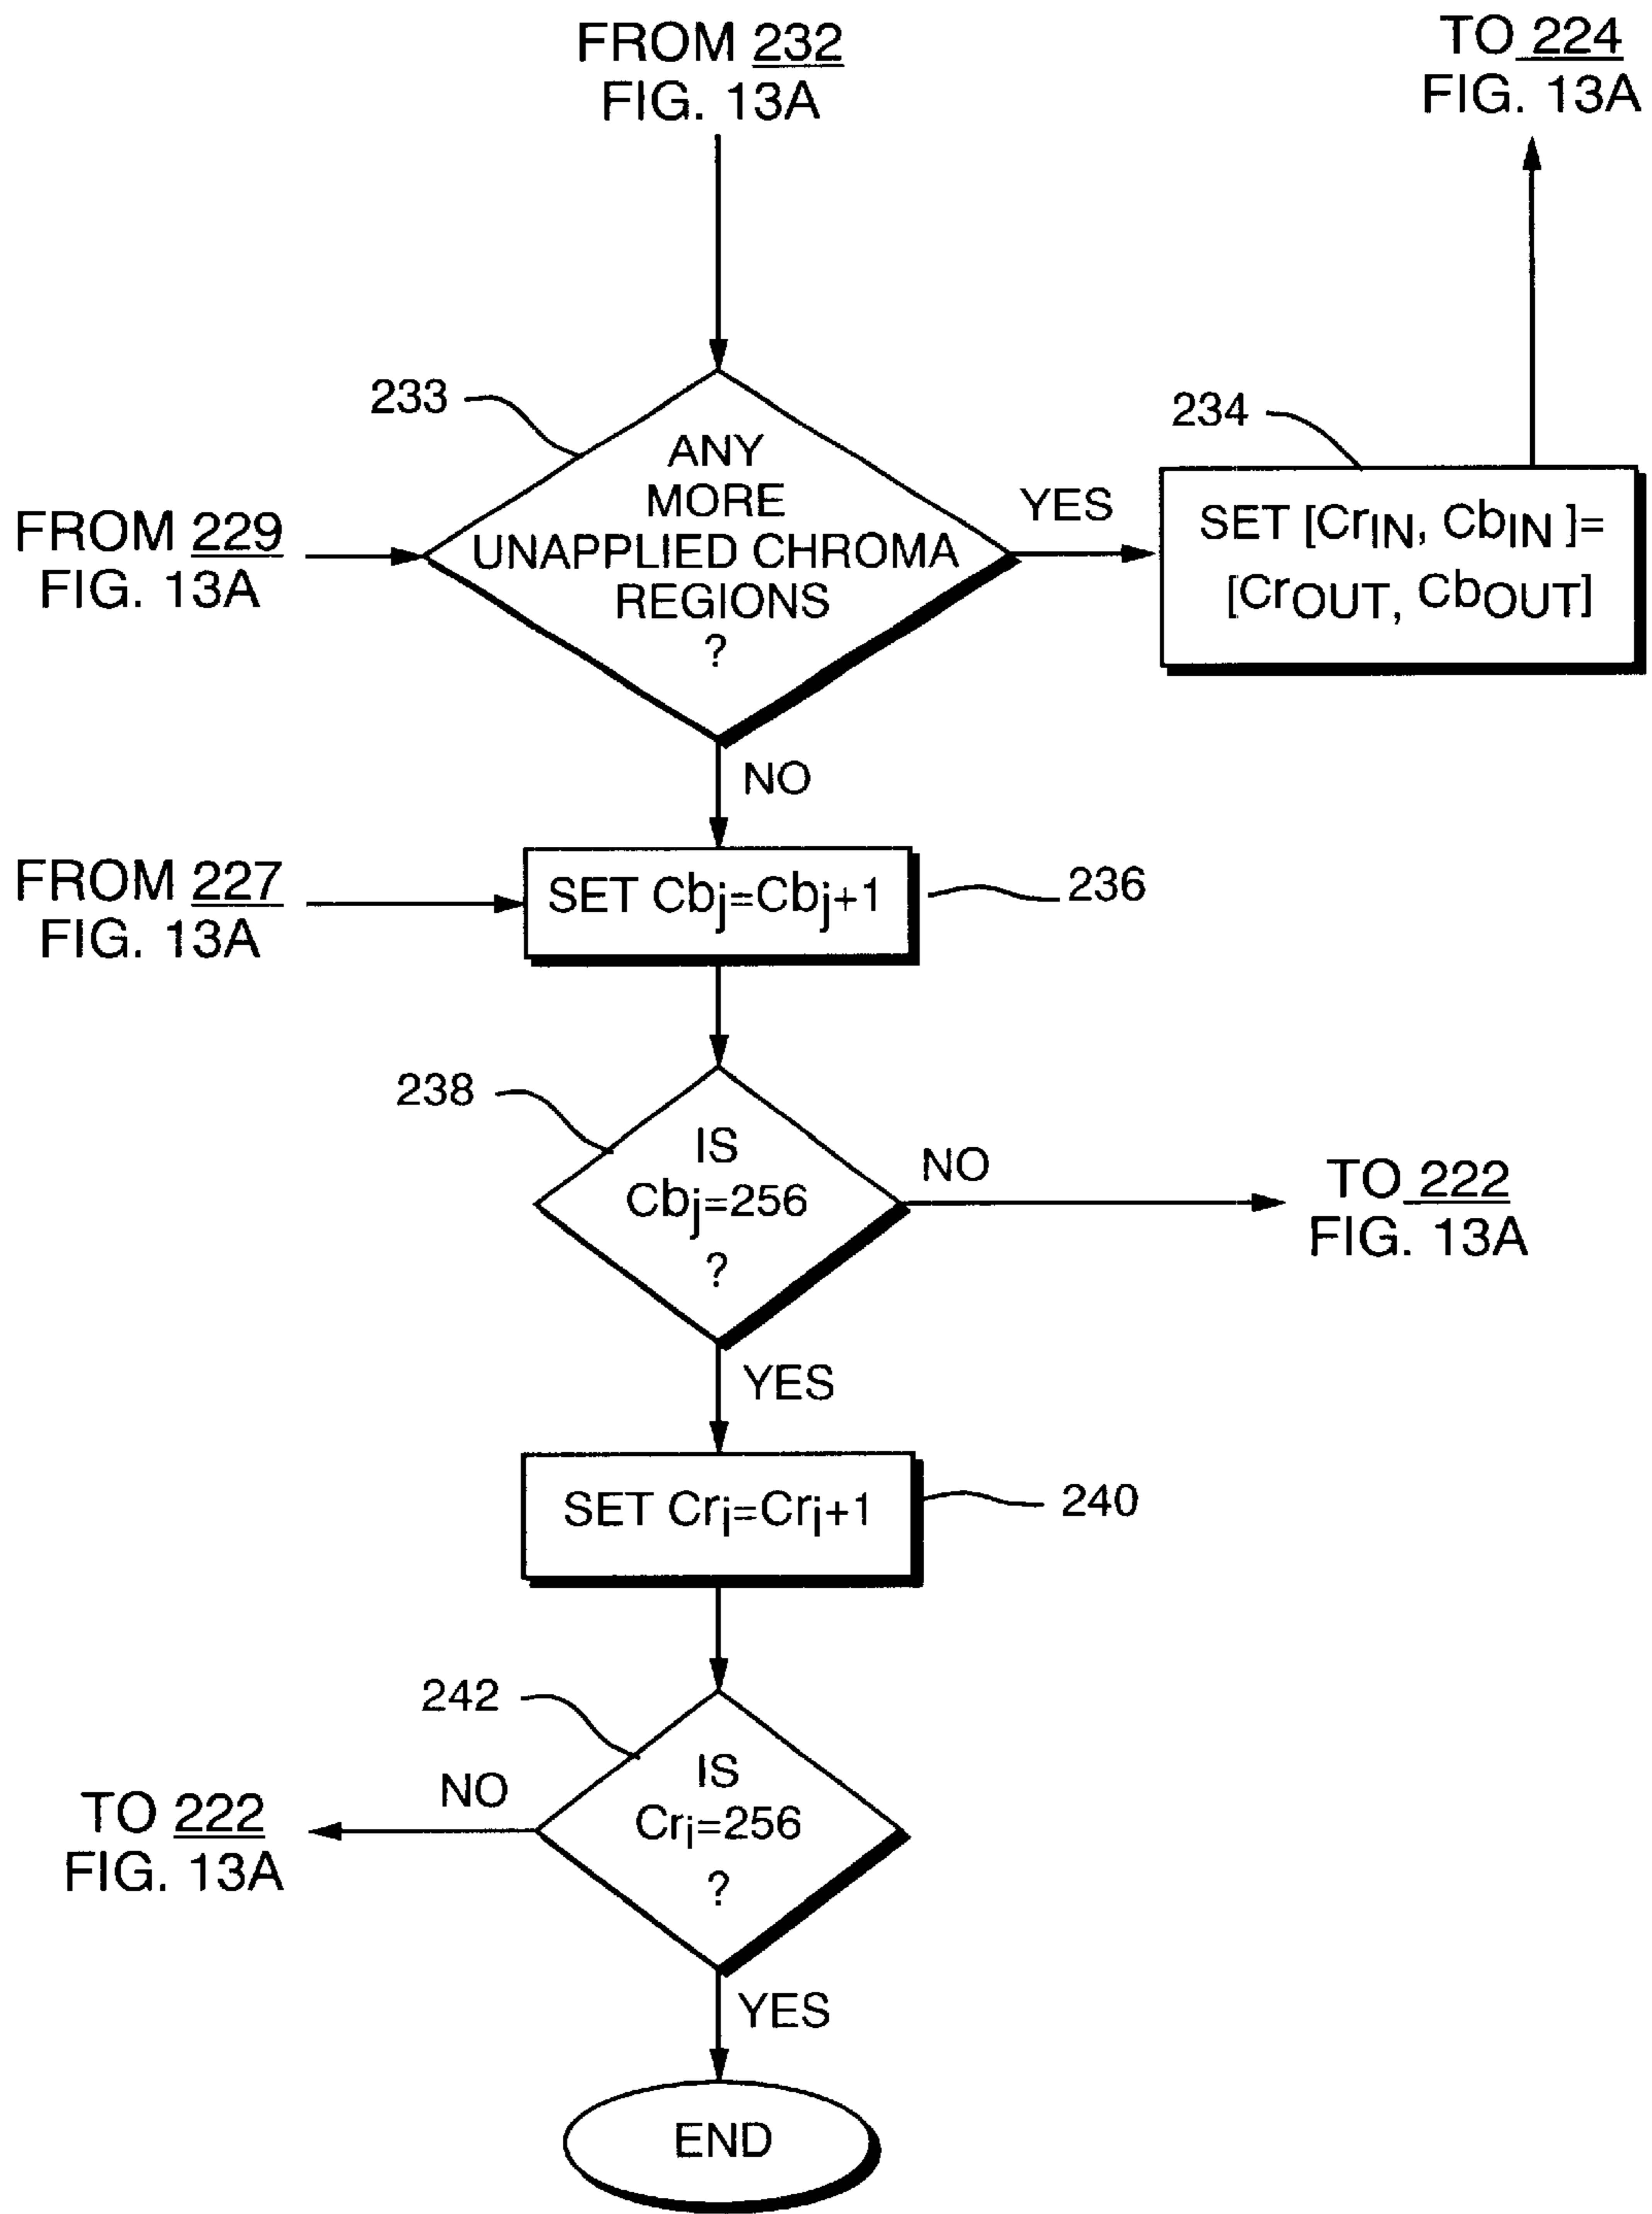 FROM 232
FIG. 13A
TO 224
FIG. 13A
233
ANY
MORE
UNAPPLIED CHROMA
REGIONS
?
YES
234
SET [CrIN, CbIN ]=
[CrOUT, CbOUT]
FROM 229
FIG. 13A
NO
FROM 227
FIG. 13A
SET Cbj=Cbj+1
236
238
IS
Cbj=256
?
NO
TO 222
FIG. 13A
YES
SET Cri=Cri+1
240
242
IS
Cri=256
?
NO
TO 222
FIG. 13A
YES
END